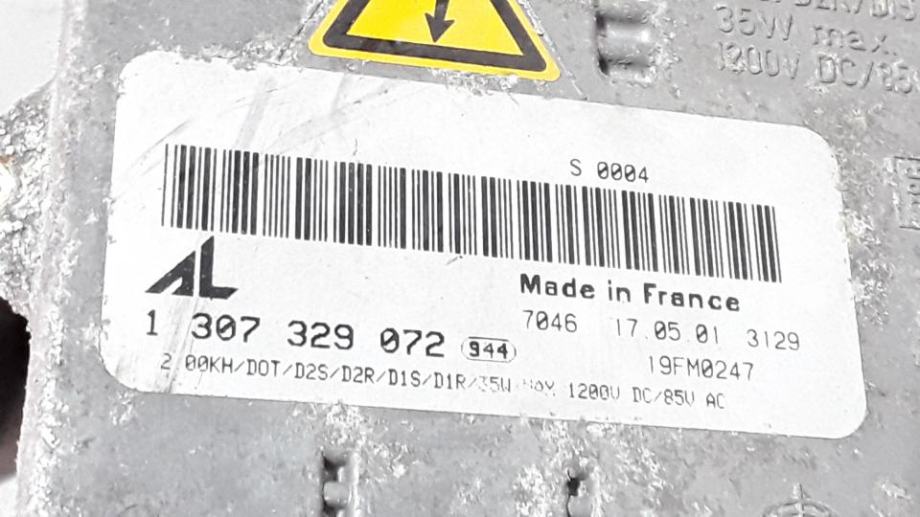 35W max.
1200V DC/85
S 0004
AL
Made in France
1 307 329 072 944
7046 17.05.01 3129
19FM0247
2 00KH/DOT/D2S/D2R/D1S/D1R/35W MAX 1200V DC/85V AC